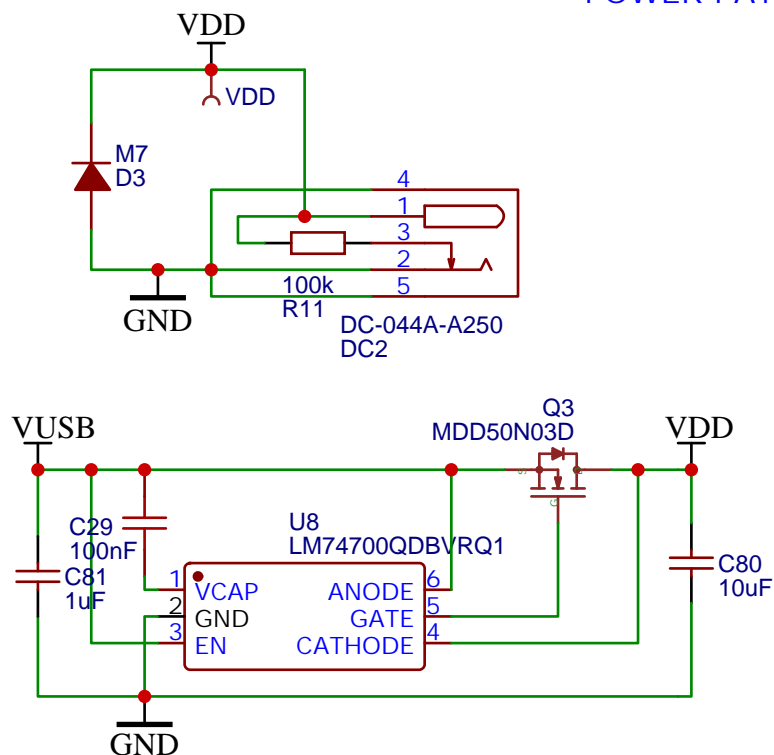 VDD
VDD
M7
D3
4
1
3
2
5
100k
R11
GND
DC-044A-A250
DC2
VUSB
Q3
MDD50N03D
VDD
S
G
C29
100nF
C81
1uF
U8
LM74700QDBVRQ1
1
VCAP
ANODE
6
2
GND
GATE
5
3
EN
CATHODE
4
C80
10uF
GND